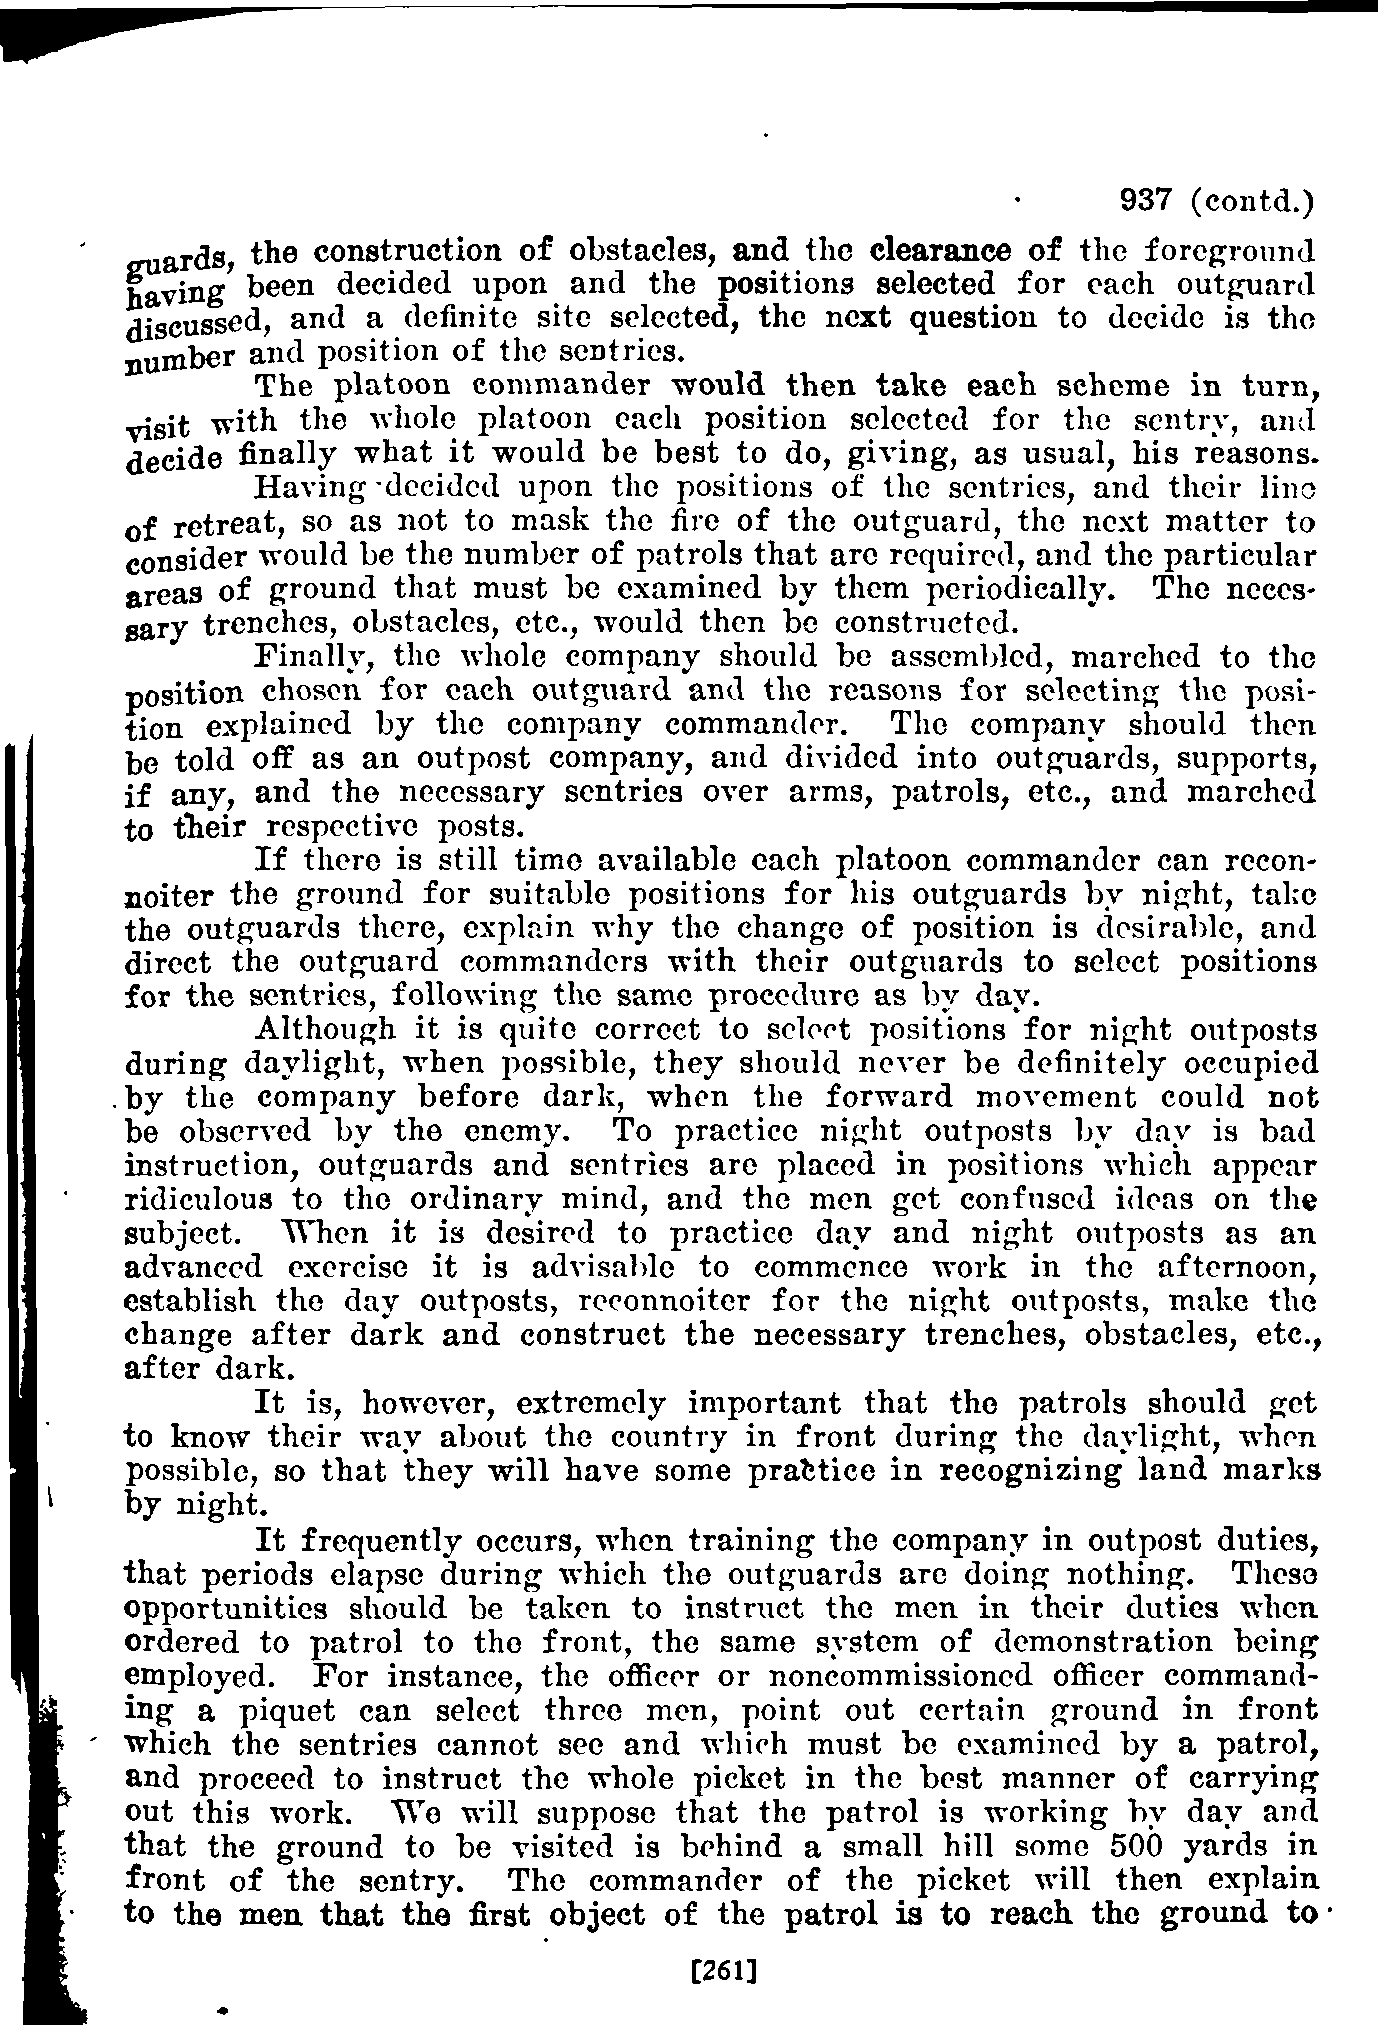 937 (contd.)
guards, the construction of obstacles, and the clearance of the foreground
having been decided upon and the positions selected for each outguard
discussed, and a definite site selected, the next question to decide is the
number and position of the sentries.
The platoon commander would then take each scheme in turn,
visit with the whole platoon each position selected for the sentry, and
decide finally what it would be best to do, giving, as usual, his reasons.
Having decided upon the positions of the sentries, and their line
of retreat, so as not to mask the fire of the outguard, the next matter to
consider would be the number of patrols that are required, and the particular
areas of ground that must be examined by them periodically. The neces-
sary trenches, obstacles, etc., would then be constructed.
Finally, the whole company should be assembled, marched to the
position chosen for each outguard and the reasons for selecting the posi-
tion explained by the company commander. The company should then
be told off as an outpost company, and divided into outguards, supports,
if any, and the necessary sentries over arms, patrols, etc., and marched
to their respective posts.
If there is still time available each platoon commander can recon-
noiter the ground for suitable positions for his outguards by night, take
the outguards there, explain why the change of position is desirable, and
direct the outguard commanders with their outguards to select positions
for the sentries, following the same procedure as by day.
Although it is quite correct to select positions for night outposts
during daylight, when possible, they should never be definitely occupied
by the company before dark, when the forward movement could not
be observed by the enemy. To practice night outposts by day is bad
instruction, outguards and sentries are placed in positions which appear
ridiculous to the ordinary mind, and the men get confused ideas on the
subject. When it is desired to practice day and night outposts as an
advanced exercise it is advisable to commence work in the afternoon,
establish the day outposts, reconnoiter for the night outposts, make the
change after dark and construct the necessary trenches, obstacles, etc.,
after dark.
It is, however, extremely important that the patrols should get
to know their way about the country in front during the daylight, when
possible, so that they will have some practice in recognizing land marks
by night.
It frequently occurs, when training the company in outpost duties,
that periods elapse during which the outguards are doing nothing. These
opportunities should be taken to instruct the men in their duties when
ordered to patrol to the front, the same system of demonstration being
employed. For instance, the officer or noncommissioned officer command-
ing a piquet can select three men, point out certain ground in front
which the sentries cannot see and which must be examined by a patrol,
and proceed to instruct the whole picket in the best manner of carrying
out this work. We will suppose that the patrol is working by day and
that the ground to be visited is behind a small hill some 500 yards in
front of the sentry. The commander of the picket will then explain
to the men that the first object of the patrol is to reach the ground to
[261]